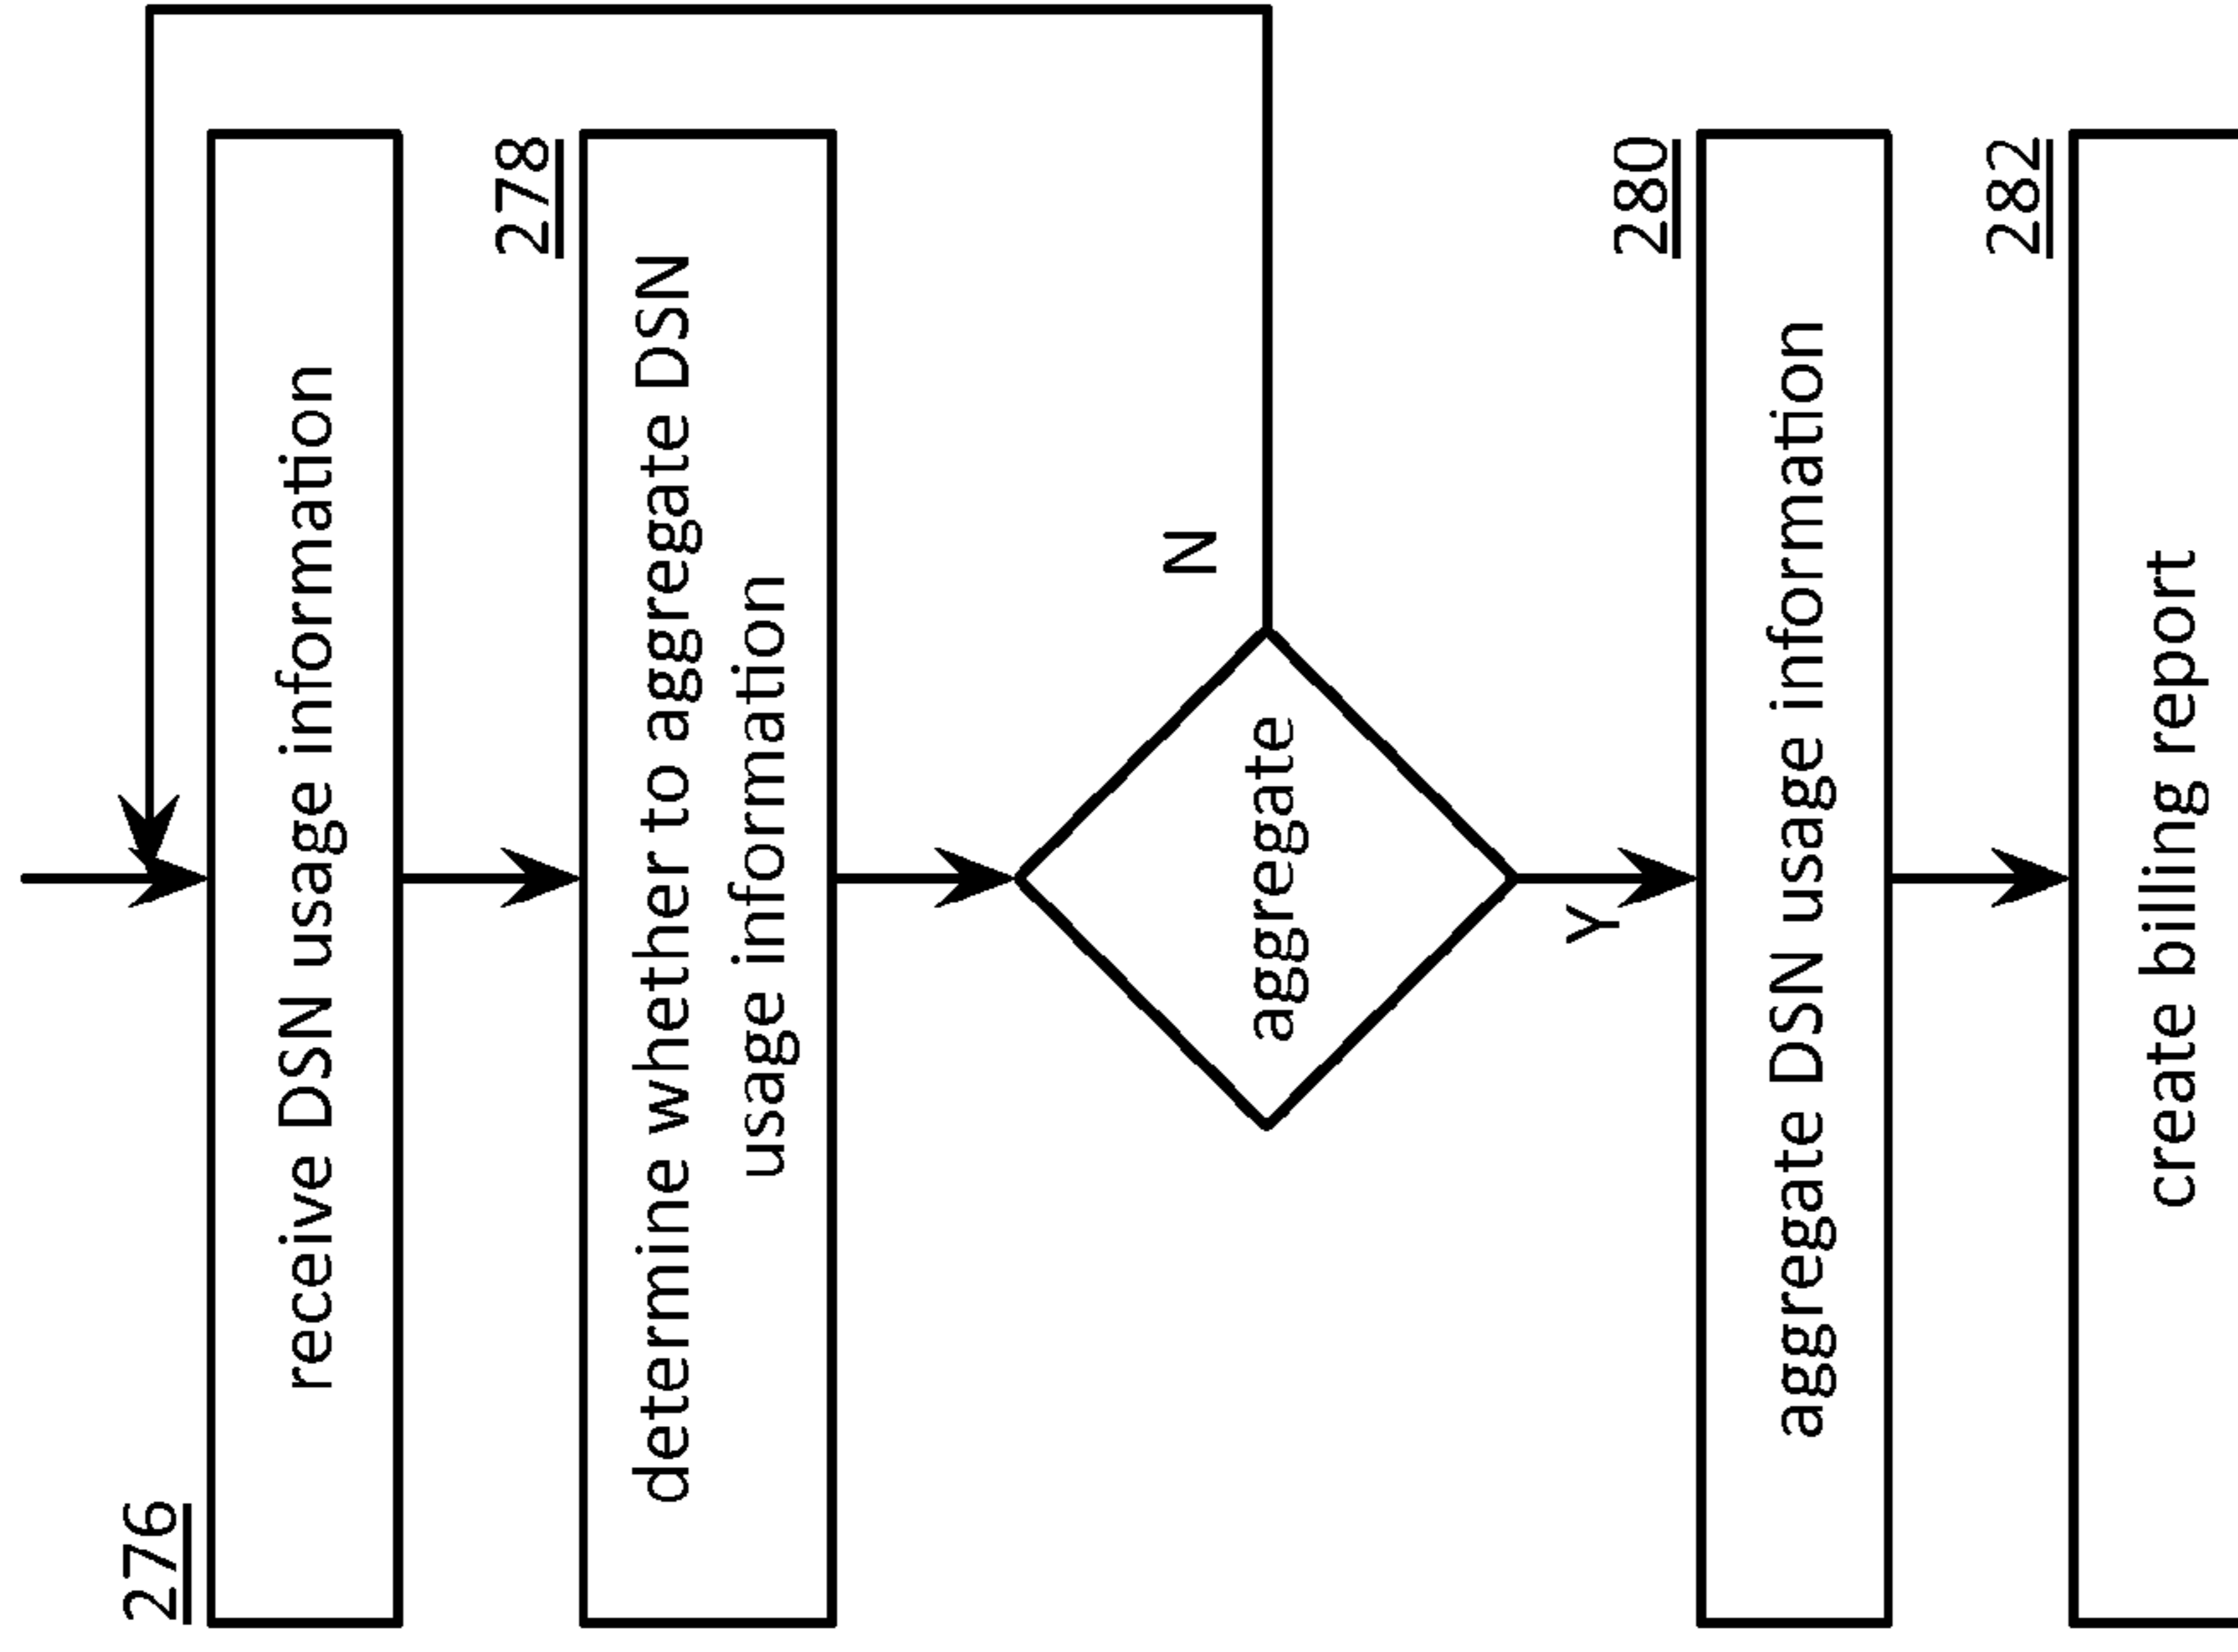 276
receive DSN usage information
278
determine whether to aggregate DSN
usage information
aggregate
N
Y
280
aggregate DSN usage information
282
create billing report